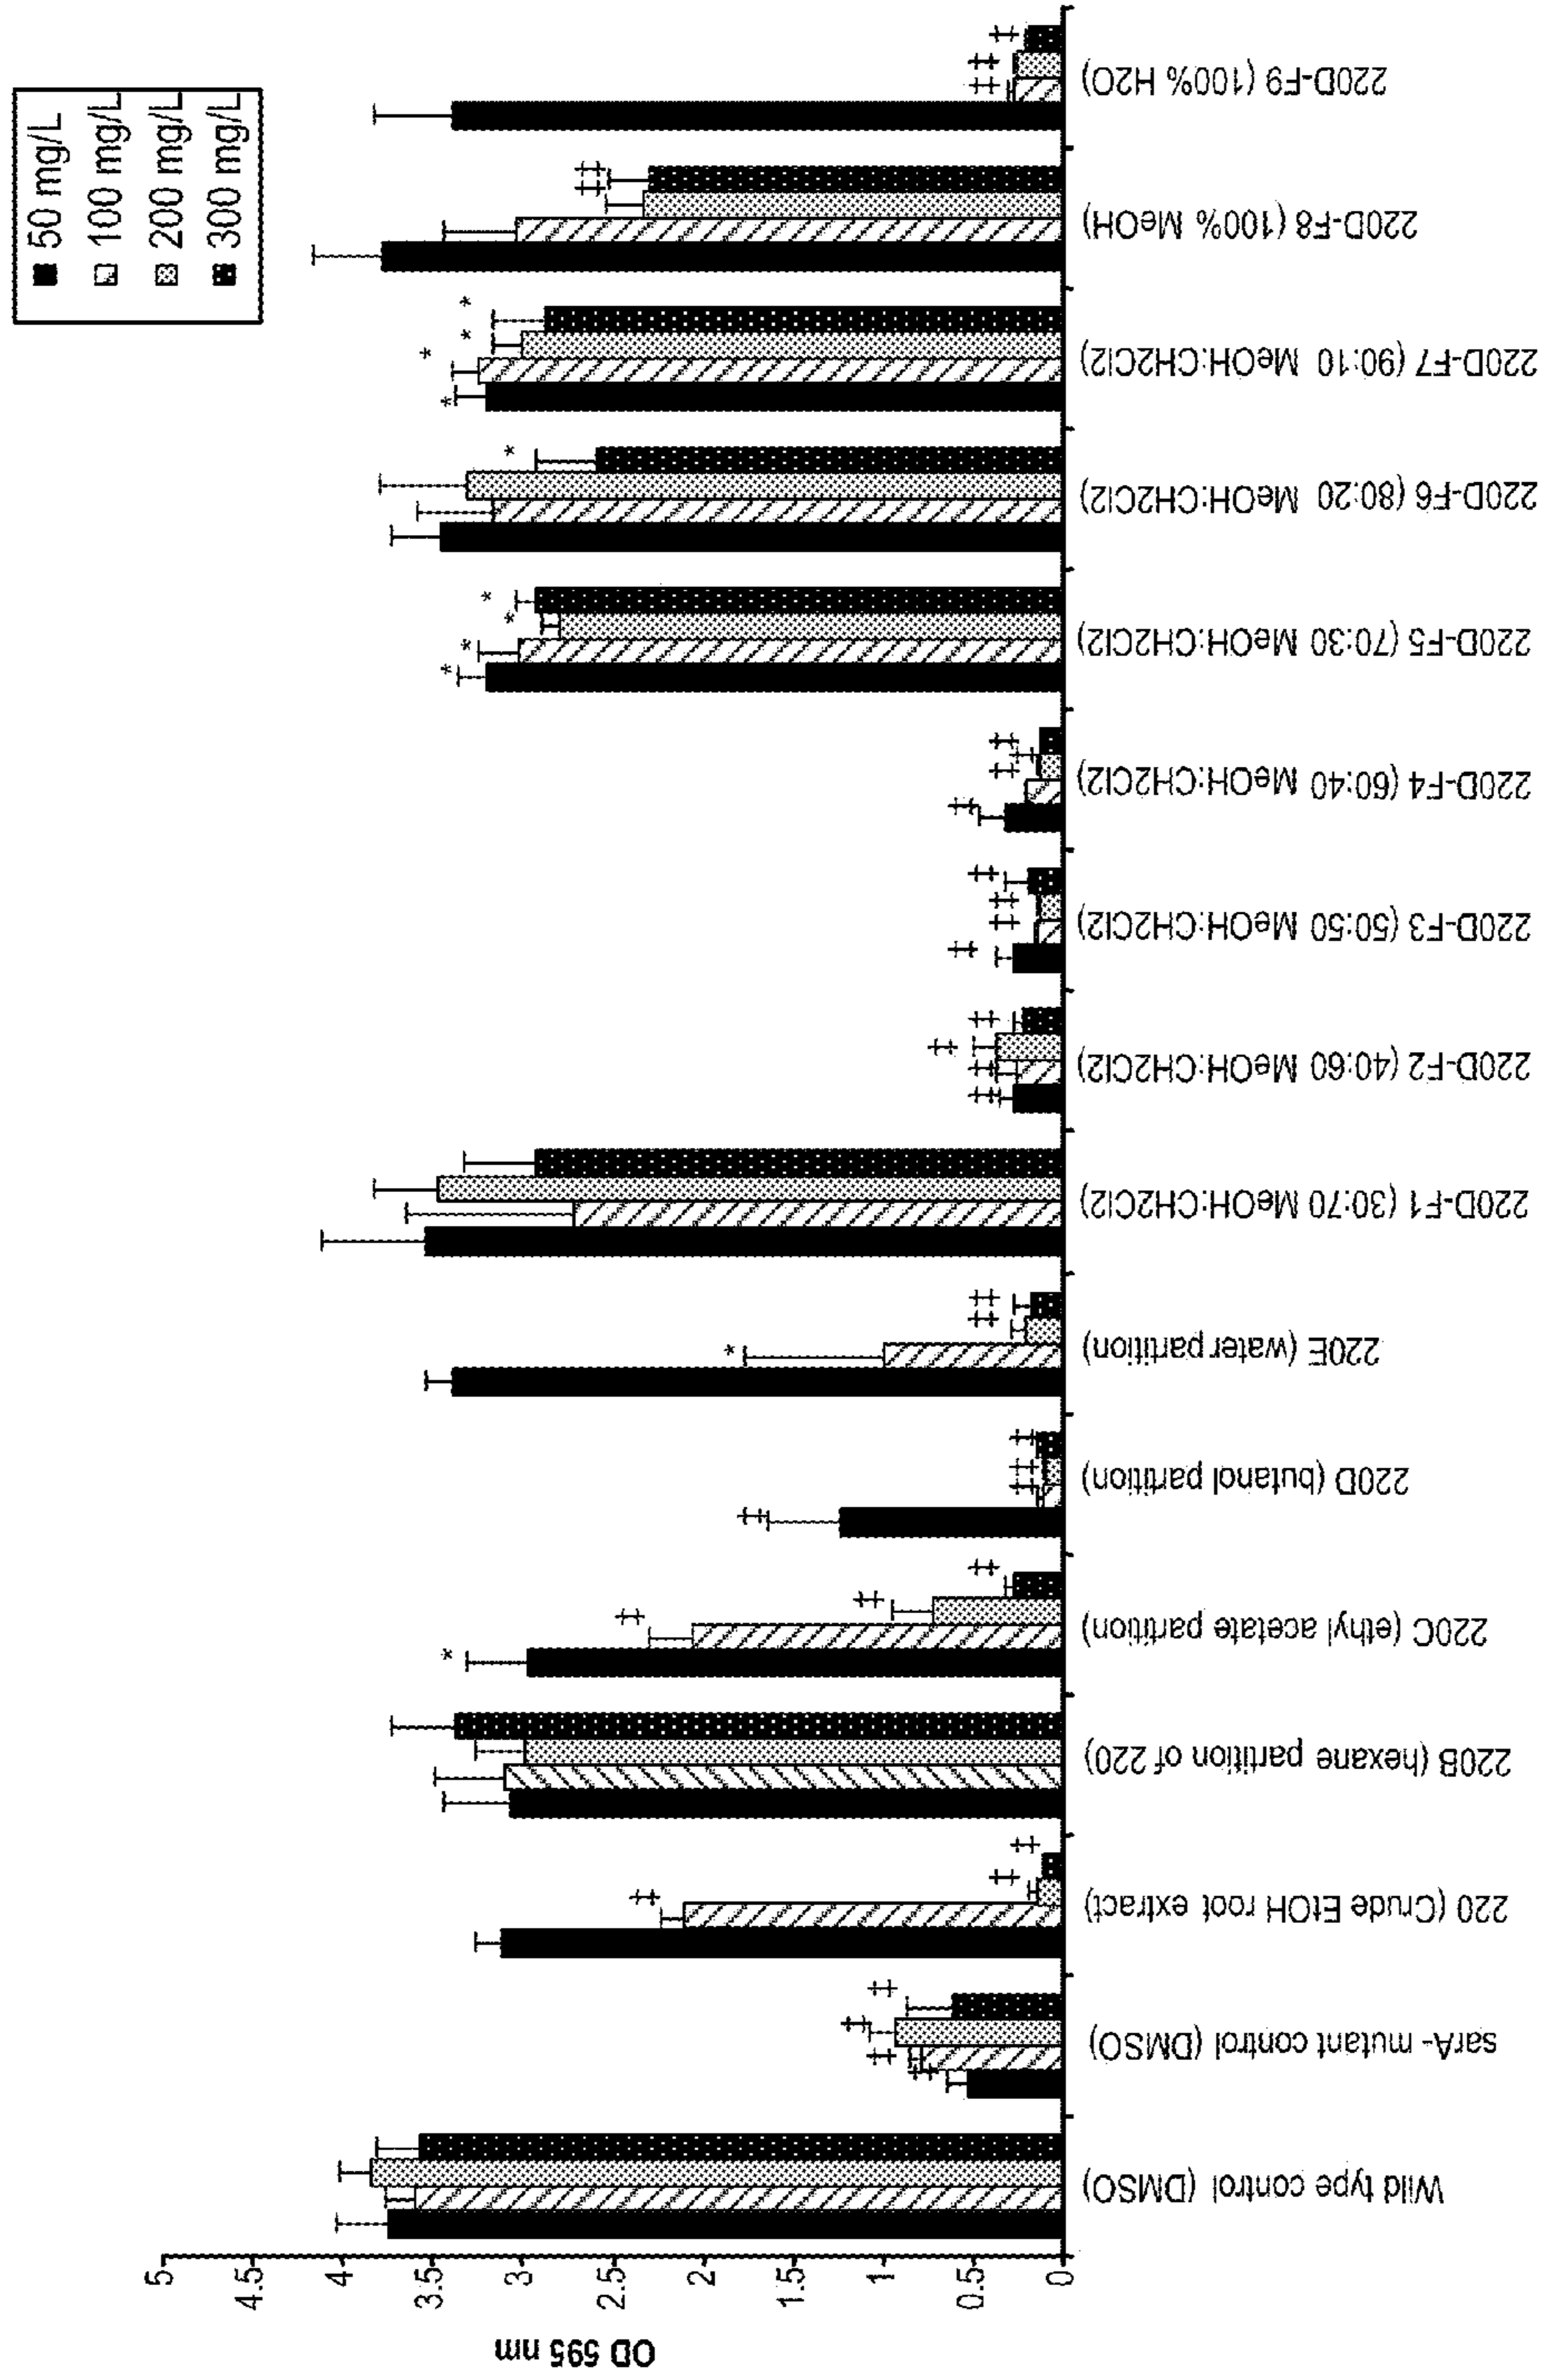 50 mg/L
100 mg/L
200 mg/L
300 mg/L
OD 595 nm
5
4.5
4
3.5
3
2.5
2
1.5
1
0.5
0
Wild type control (DMSO)
sarA- mutant control (DMSO)
220 (Crude EtOH root extract)
220B (hexane partition of 220)
220C (ethyl acetate partition)
220D (butanol partition)
220E (water partition)
220D-F1 (30:70 MeOH:CH2Cl2)
220D-F2 (40:60 MeOH:CH2Cl2)
220D-F3 (50:50 MeOH:CH2Cl2)
220D-F4 (60:40 MeOH:CH2Cl2)
220D-F5 (70:30 MeOH:CH2Cl2)
220D-F6 (80:20 MeOH:CH2Cl2)
220D-F7 (90:10 MeOH:CH2Cl2)
220D-F8 (100% MeOH)
220D-F9 (100% H2O)